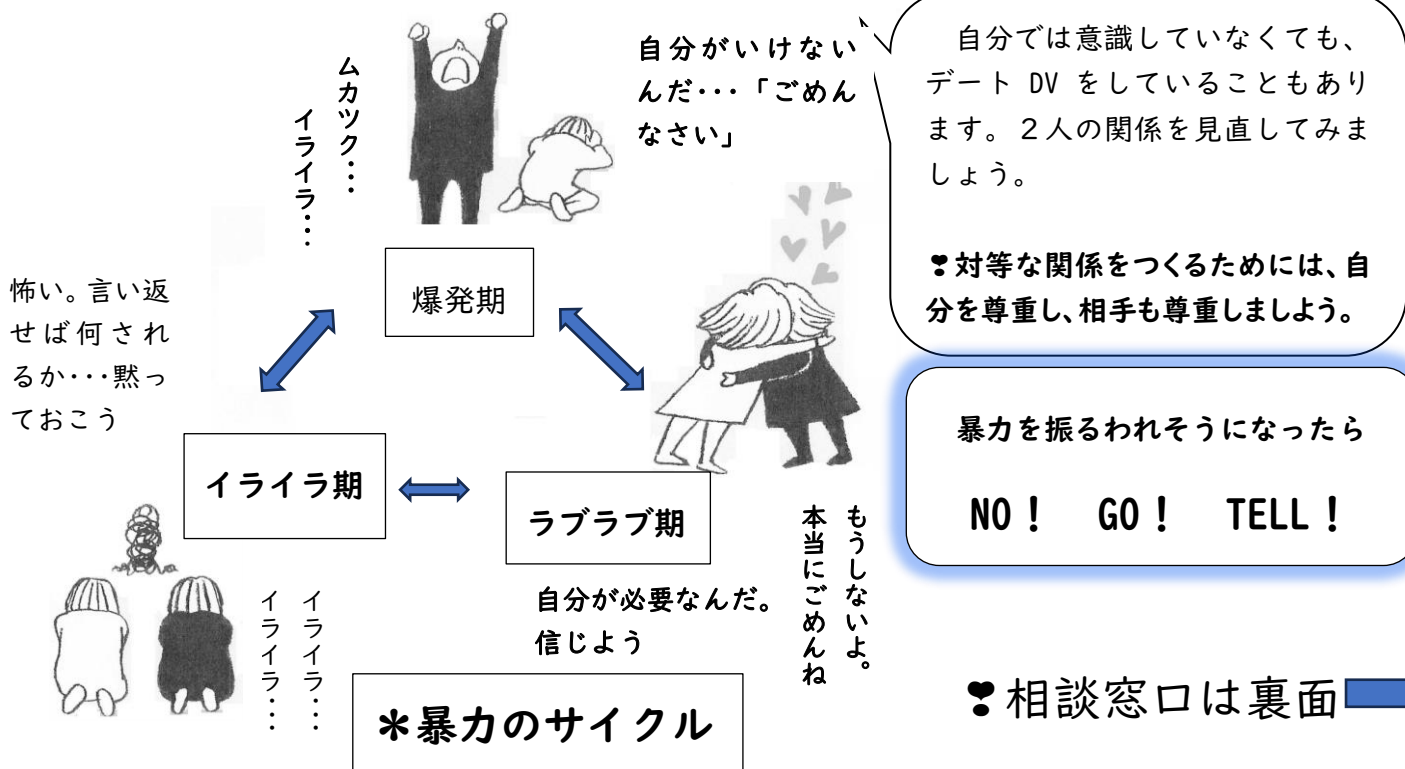 ムカツク・・・
イライラ・・・
自分がいけない
んだ・・・「ごめん
なさい」
怖い。言い返
せば何され
るか・・・黙っ
ておこう
爆発期
イライラ期
ラブラブ期
イライラ・・・
イライラ・・・
自分が必要なんだ。
信じよう
もうしないよ。
本当にごめんね
＊暴力のサイクル
自分では意識していなくても、
デート DV をしていることもあり
ます。２人の関係を見直してみま
しょう。
❣対等な関係をつくるためには、自
分を尊重し、相手も尊重しましよう。
暴力を振るわれそうになったら
NO！ GO！ TELL！
❣相談窓口は裏面